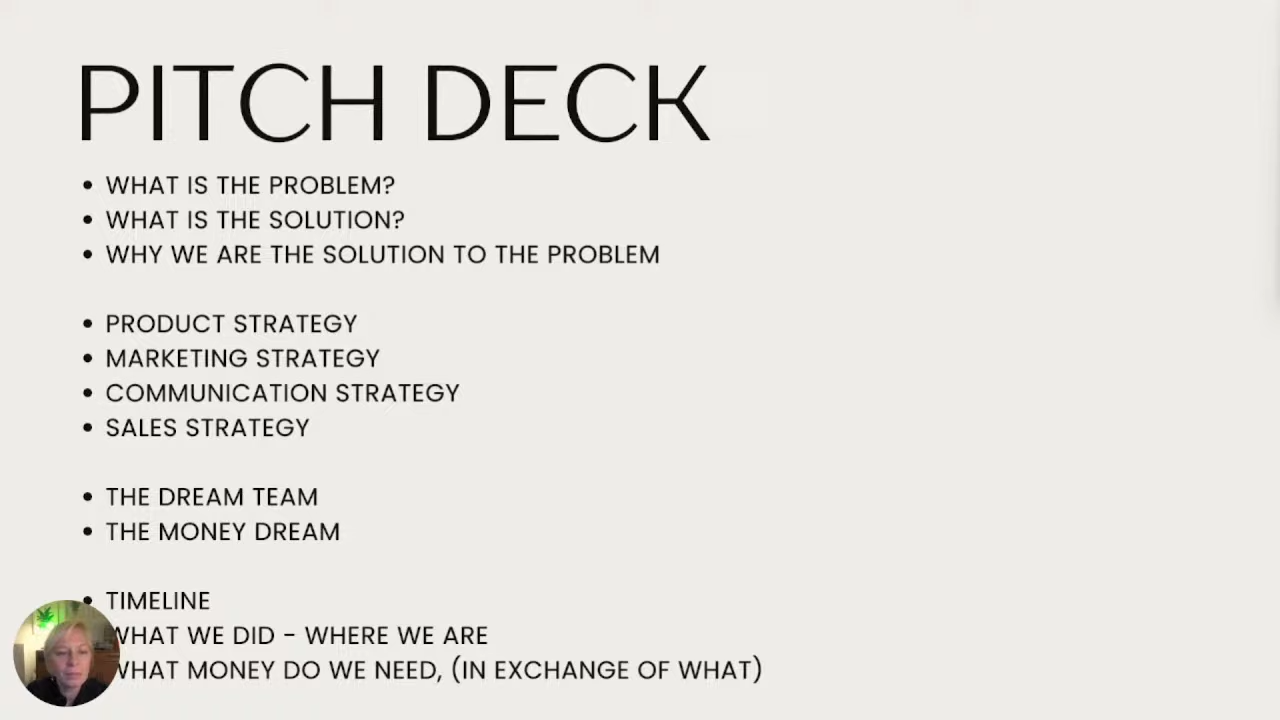 PITCH DECK
• WHAT IS THE PROBLEM?
• WHAT IS THE SOLUTION?
• WHY WE ARE THE SOLUTION TO THE PROBLEM
• PRODUCT STRATEGY
• MARKETING STRATEGY
• COMMUNICATION STRATEGY
• SALES STRATEGY
• THE DREAM TEAM
• THE MONEY DREAM
• TIMELINE
WHAT WE DID - WHERE WE ARE
WHAT MONEY DO WE NEED, (IN EXCHANGE OF WHAT)